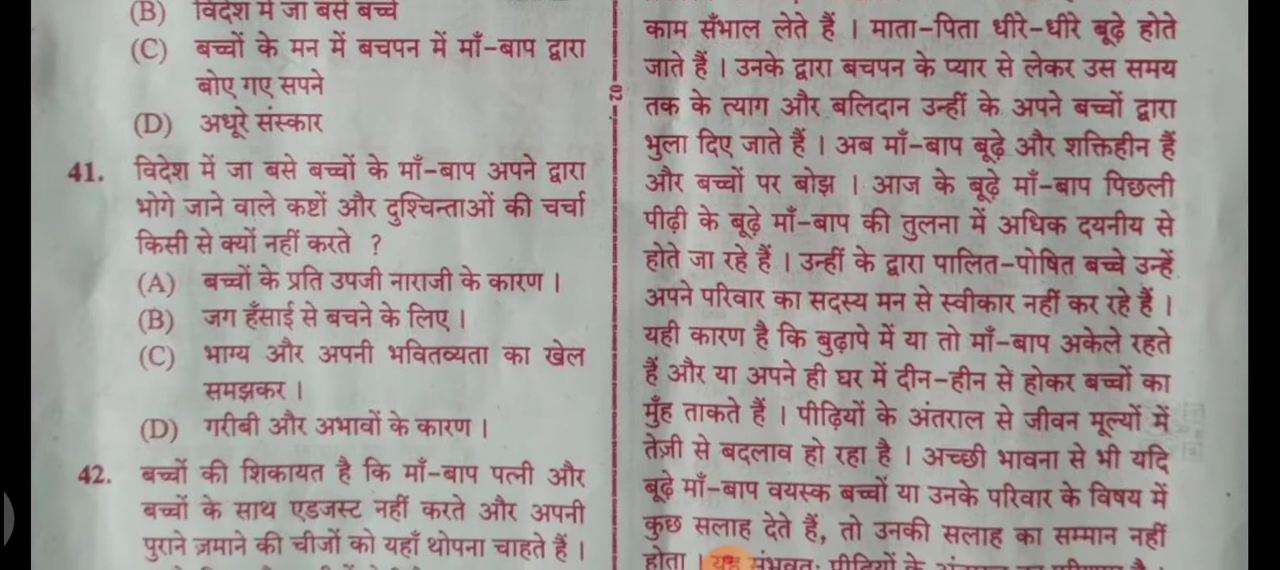 (B) विदेश में जा बसे बच्चे
(C) बच्चों के मन में बचपन में माँ-बाप द्वारा
बोए गए सपने
(D) अधूरे संस्कार
41. विदेश में जा बसे बच्चों के माँ-बाप अपने द्वारा
भोगे जाने वाले कष्टों और दुश्चिन्ताओं की चर्चा
किसी से क्यों नहीं करते ?
(A) बच्चों के प्रति उपजी नाराजी के कारण ।
(B) जग हँसाई से बचने के लिए ।
(C) भाग्य और अपनी भवितव्यता का खेल
समझकर ।
(D) गरीबी और अभावों के कारण ।
42. बच्चों की शिकायत है कि माँ-बाप पत्नी और
बच्चों के साथ एडजस्ट नहीं करते और अपनी
पुराने ज़माने की चीजों को यहाँ थोपना चाहते हैं ।
02
काम सँभाल लेते हैं । माता-पिता धीरे-धीरे बूढ़े होते
जाते हैं । उनके द्वारा बचपन के प्यार से लेकर उस समय
तक के त्याग और बलिदान उन्हीं के अपने बच्चों द्वारा
भुला दिए जाते हैं । अब माँ-बाप बूढ़े और शक्तिहीन हैं
और बच्चों पर बोझ । आज के बूढ़े माँ-बाप पिछली
पीढ़ी के बूढ़े माँ-बाप की तुलना में अधिक दयनीय से
होते जा रहे हैं । उन्हीं के द्वारा पालित-पोषित बच्चे उन्हें
अपने परिवार का सदस्य मन से स्वीकार नहीं कर रहे हैं ।
यही कारण है कि बुढ़ापे में या तो माँ-बाप अकेले रहते
हैं और या अपने ही घर में दीन-हीन से होकर बच्चों का
मुँह ताकते हैं । पीढ़ियों के अंतराल से जीवन मूल्यों में
तेज़ी से बदलाव हो रहा है । अच्छी भावना से भी यदि
बूढ़े माँ-बाप वयस्क बच्चों या उनके परिवार के विषय में
कुछ सलाह देते हैं, तो उनकी सलाह का सम्मान नहीं
होता । यह संभवतः पीढ़ियों के